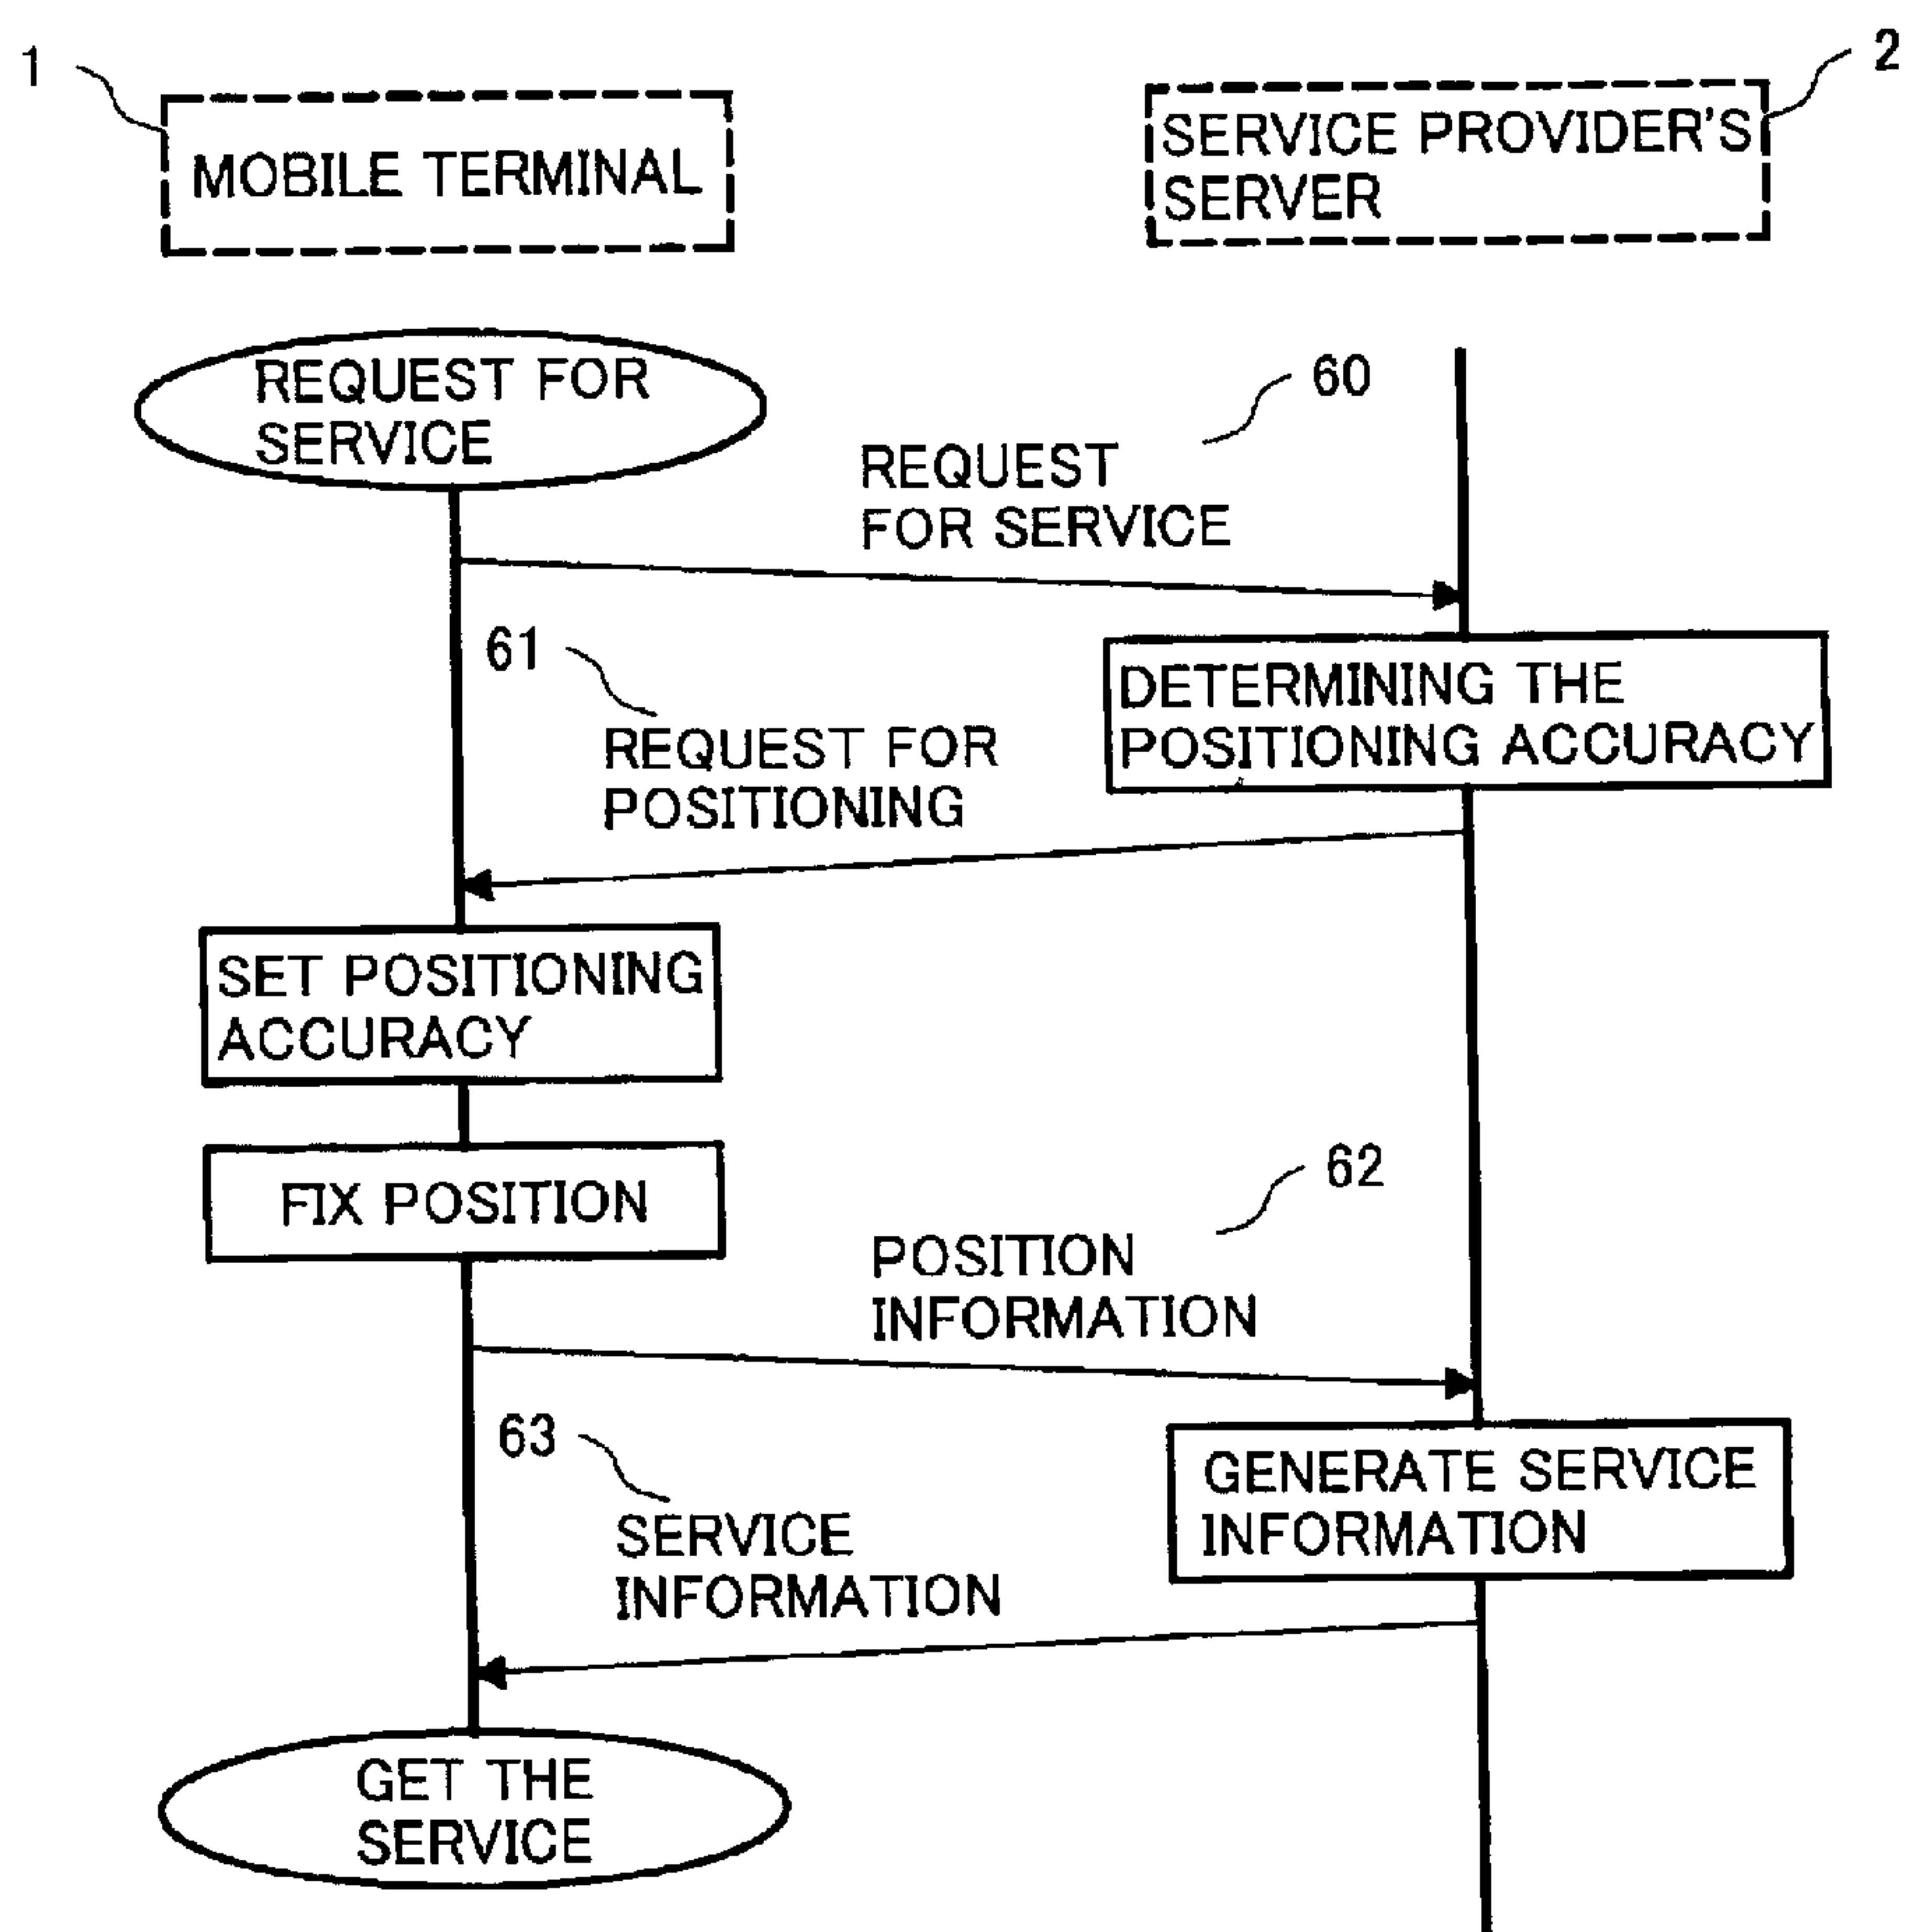 1
2
MOBILE TERMINAL
SERVICE PROVIDER'S
SERVER
REQUEST FOR
SERVICE
60
REQUEST
FOR SERVICE
61
DETERMINING THE
POSITIONING ACCURACY
REQUEST FOR
POSITIONING
SET POSITIONING
ACCURACY
FIX POSITION
62
POSITION
INFORMATION
63
GENERATE SERVICE
INFORMATION
SERVICE
INFORMATION
GET THE
SERVICE